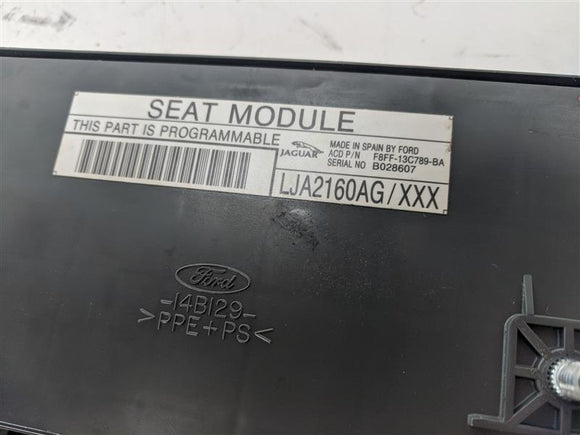 SEAT MODULE
THIS PART IS PROGRAMMABLE
JAGUAR
MADE IN SPAIN BY FORD
ACD P/N F8FF-13C789-BA
SERIAL NO B028607
LJA2160AG/XXX
Ford
-14B129-
>PPE+PS<